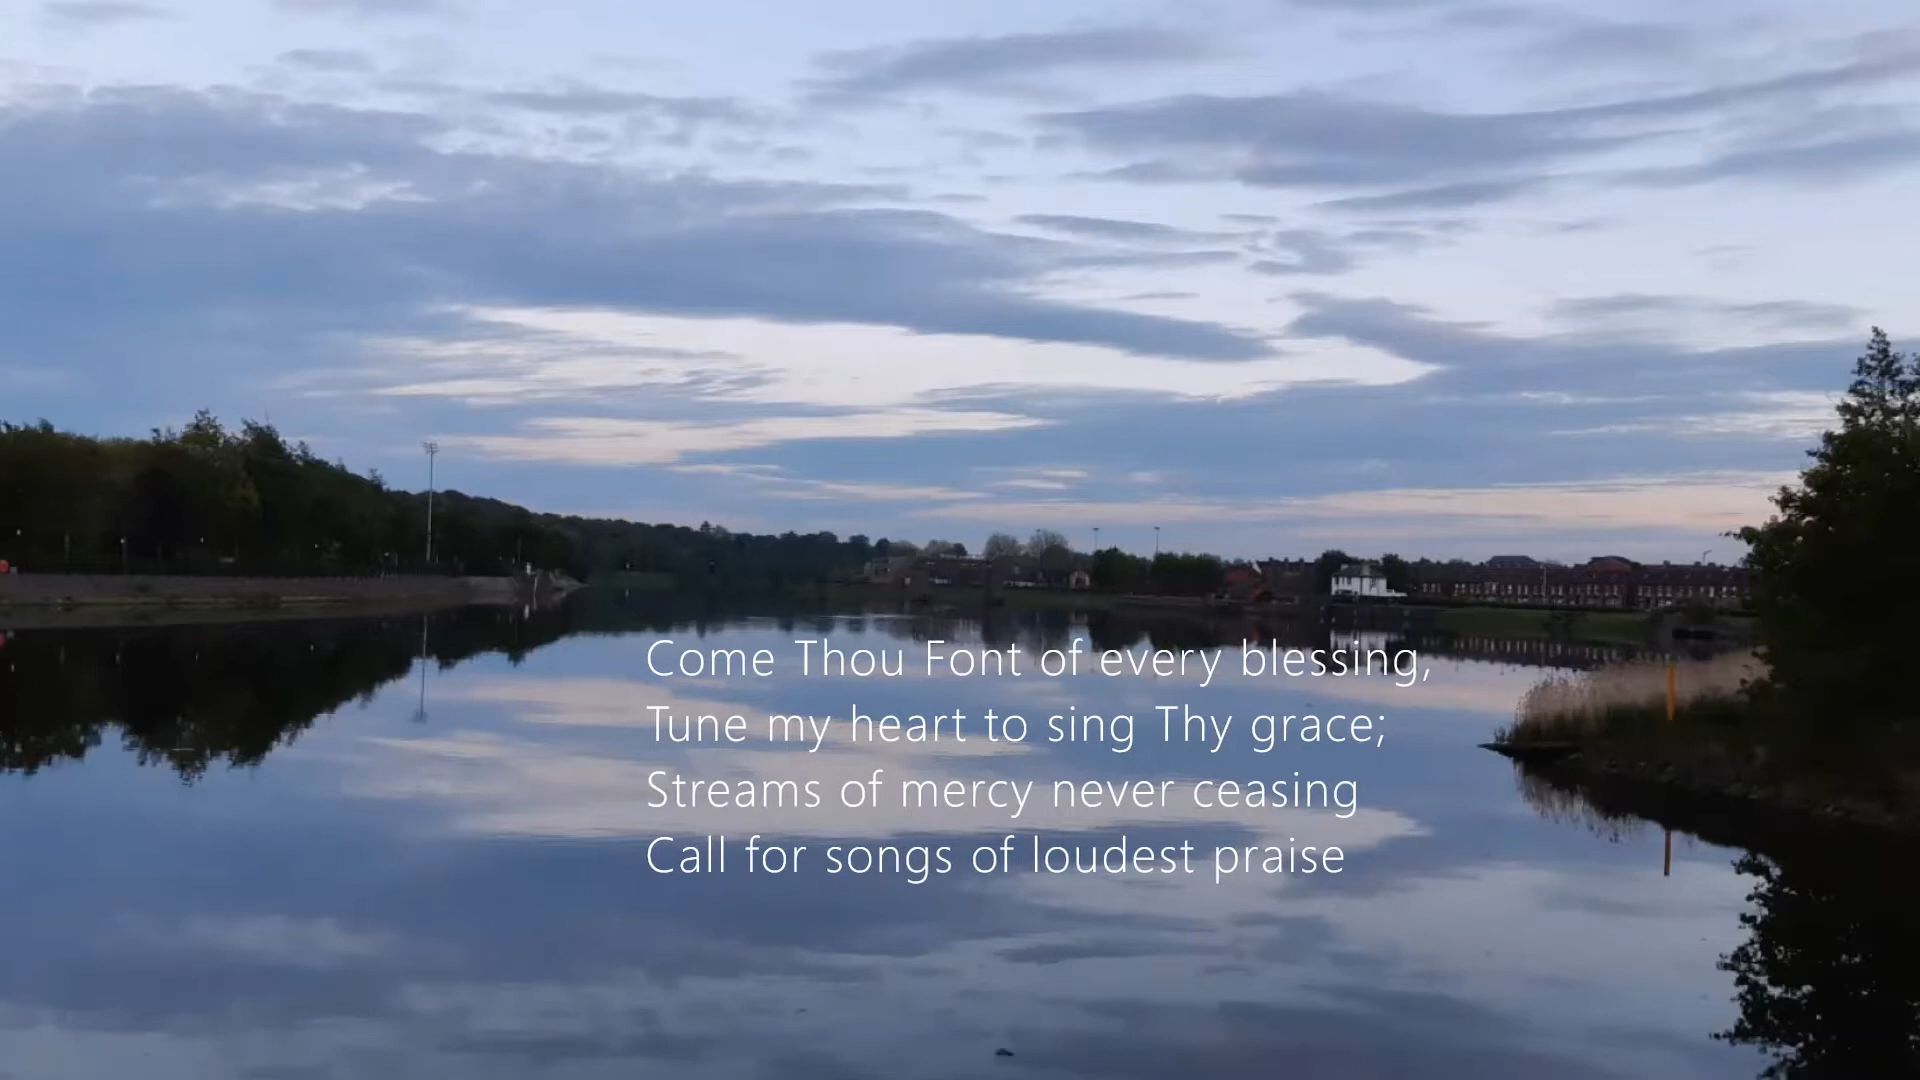 Come Thou Font of every blessing,
Tune my heart to sing Thy grace;
Streams of mercy never ceasing
Call for songs of loudest praise